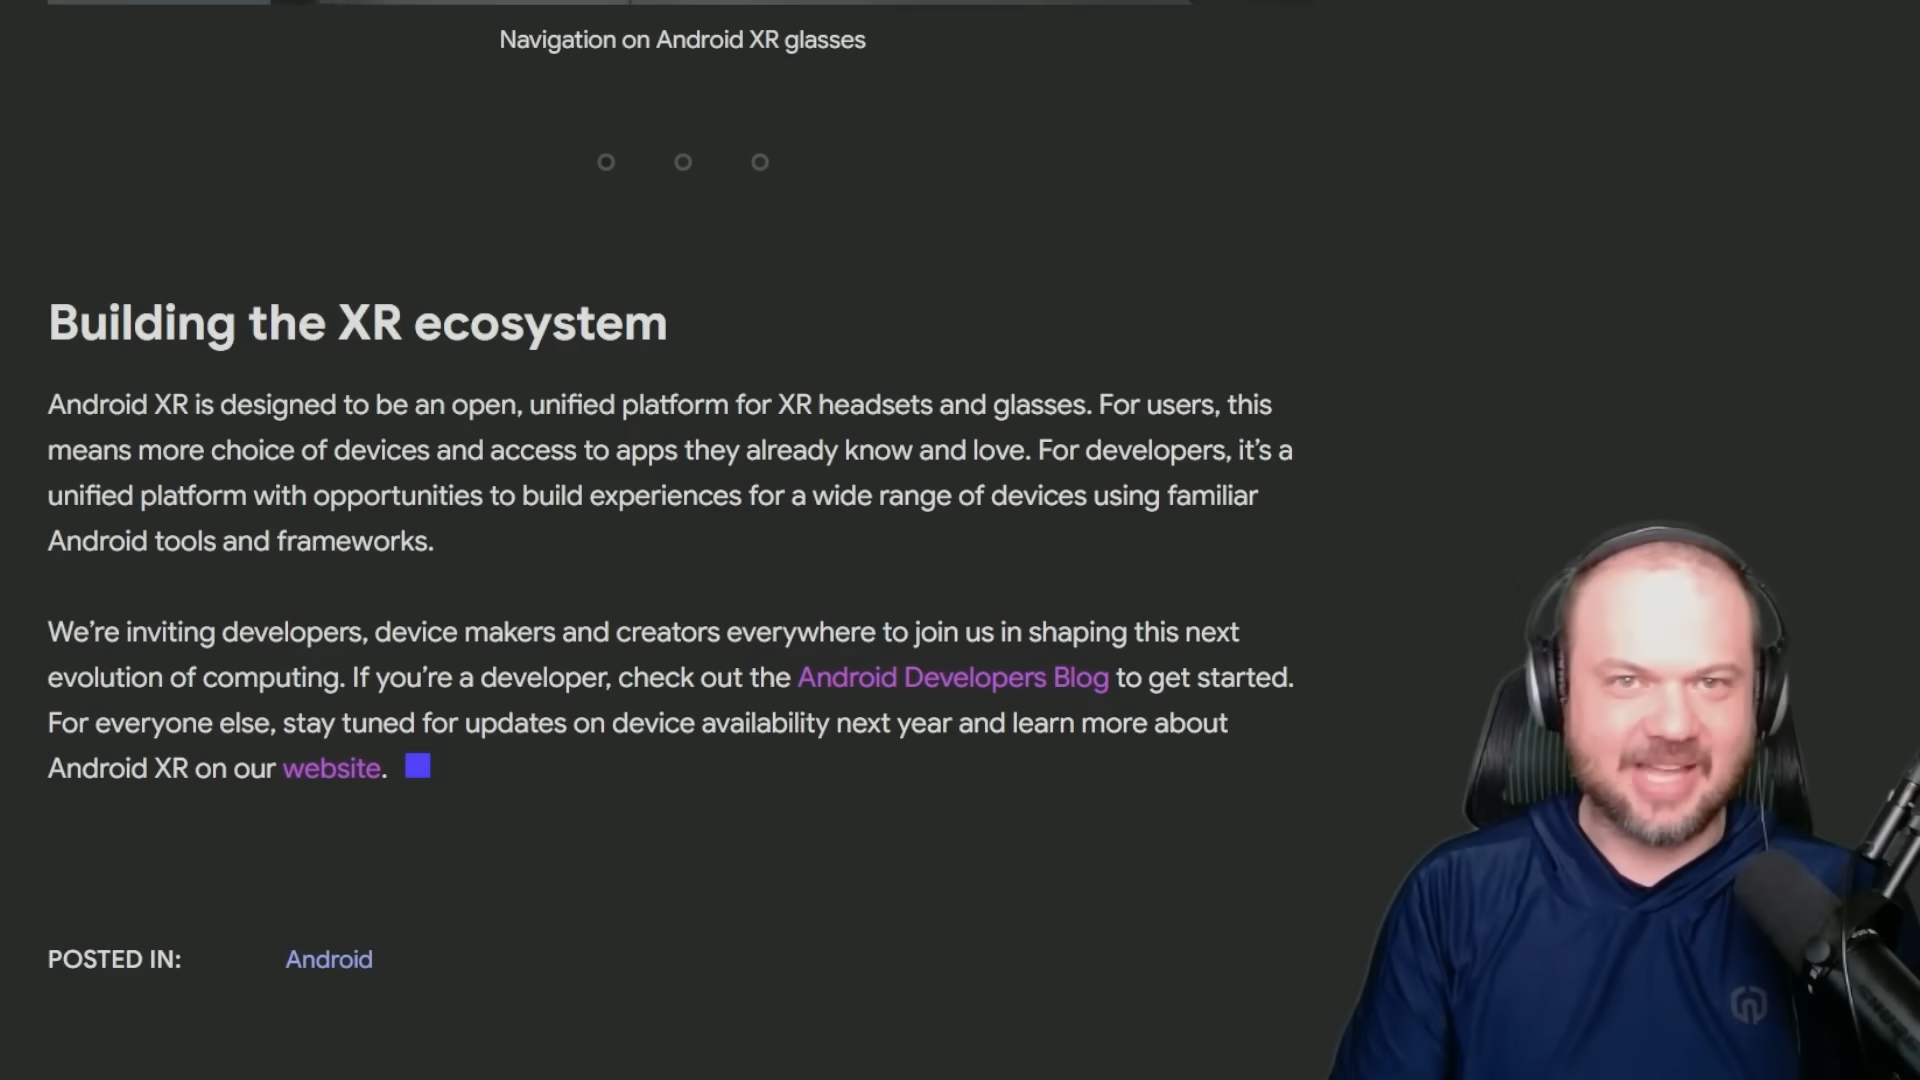 Navigation on Android XR glasses
Building the XR ecosystem
Android XR is designed to be an open, unified platform for XR headsets and glasses. For users, this
means more choice of devices and access to apps they already know and love. For developers, it’s a
unified platform with opportunities to build experiences for a wide range of devices using familiar
Android tools and frameworks.
We’re inviting developers, device makers and creators everywhere to join us in shaping this next
evolution of computing. If you’re a developer, check out the Android Developers Blog to get started.
For everyone else, stay tuned for updates on device availability next year and learn more about
Android XR on our website.
POSTED IN: Android